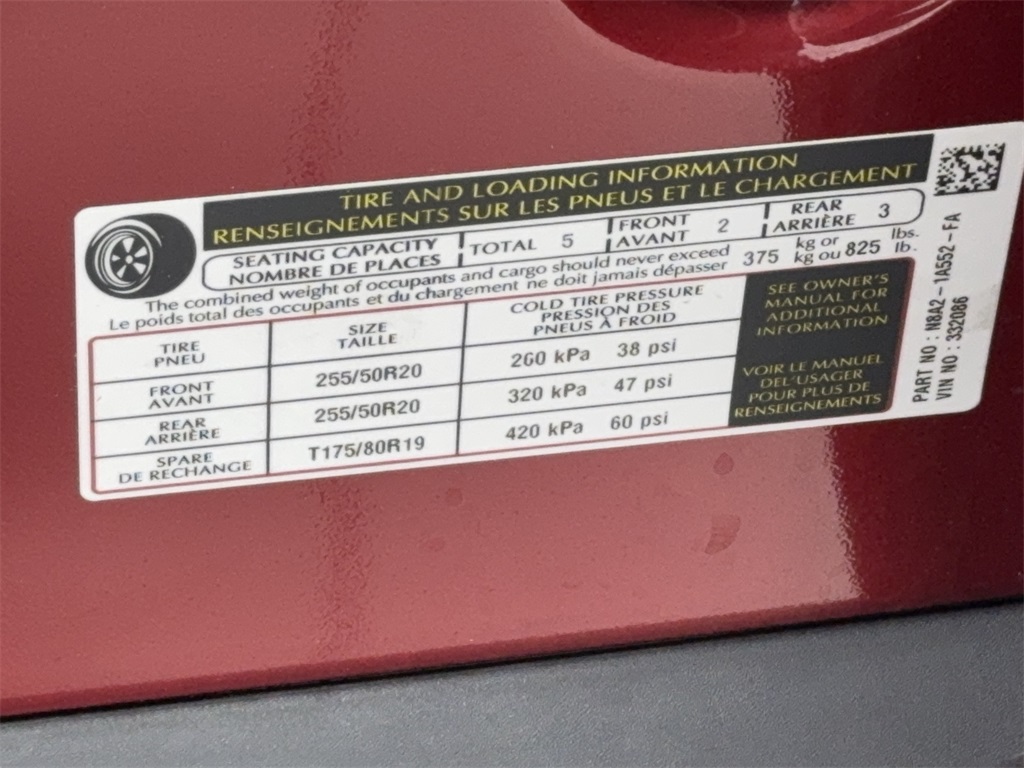 TIRE AND LOADING INFORMATION
RENSEIGNEMENTS SUR LES PNEUS ET LE CHARGEMENT
SEATING CAPACITY
NOMBRE DE PLACES
TOTAL 5
FRONT
AVANT
2
REAR
ARRIÈRE
3
The combined weight of occupants and cargo should never exceed
Le poids total des occupants et du chargement ne doit jamais dépasser
375
kg or
kg ou
825
lbs.
lb.
TIRE
PNEU
SIZE
TAILLE
COLD TIRE PRESSURE
PRESSION DES
PNEUS À FROID
FRONT
AVANT
255/50R20
260 kPa 38 psi
REAR
ARRIÈRE
255/50R20
320 kPa 47 psi
SPARE
DE RECHANGE
T175/80R19
420 kPa 60 psi
SEE OWNER'S
MANUAL FOR
ADDITIONAL
INFORMATION
VOIR LE MANUEL
DEL'USAGER
POUR PLUS DE
RENSEIGNEMENTS
PART NO : N8A2-1A552-FA
VIN NO : 332086